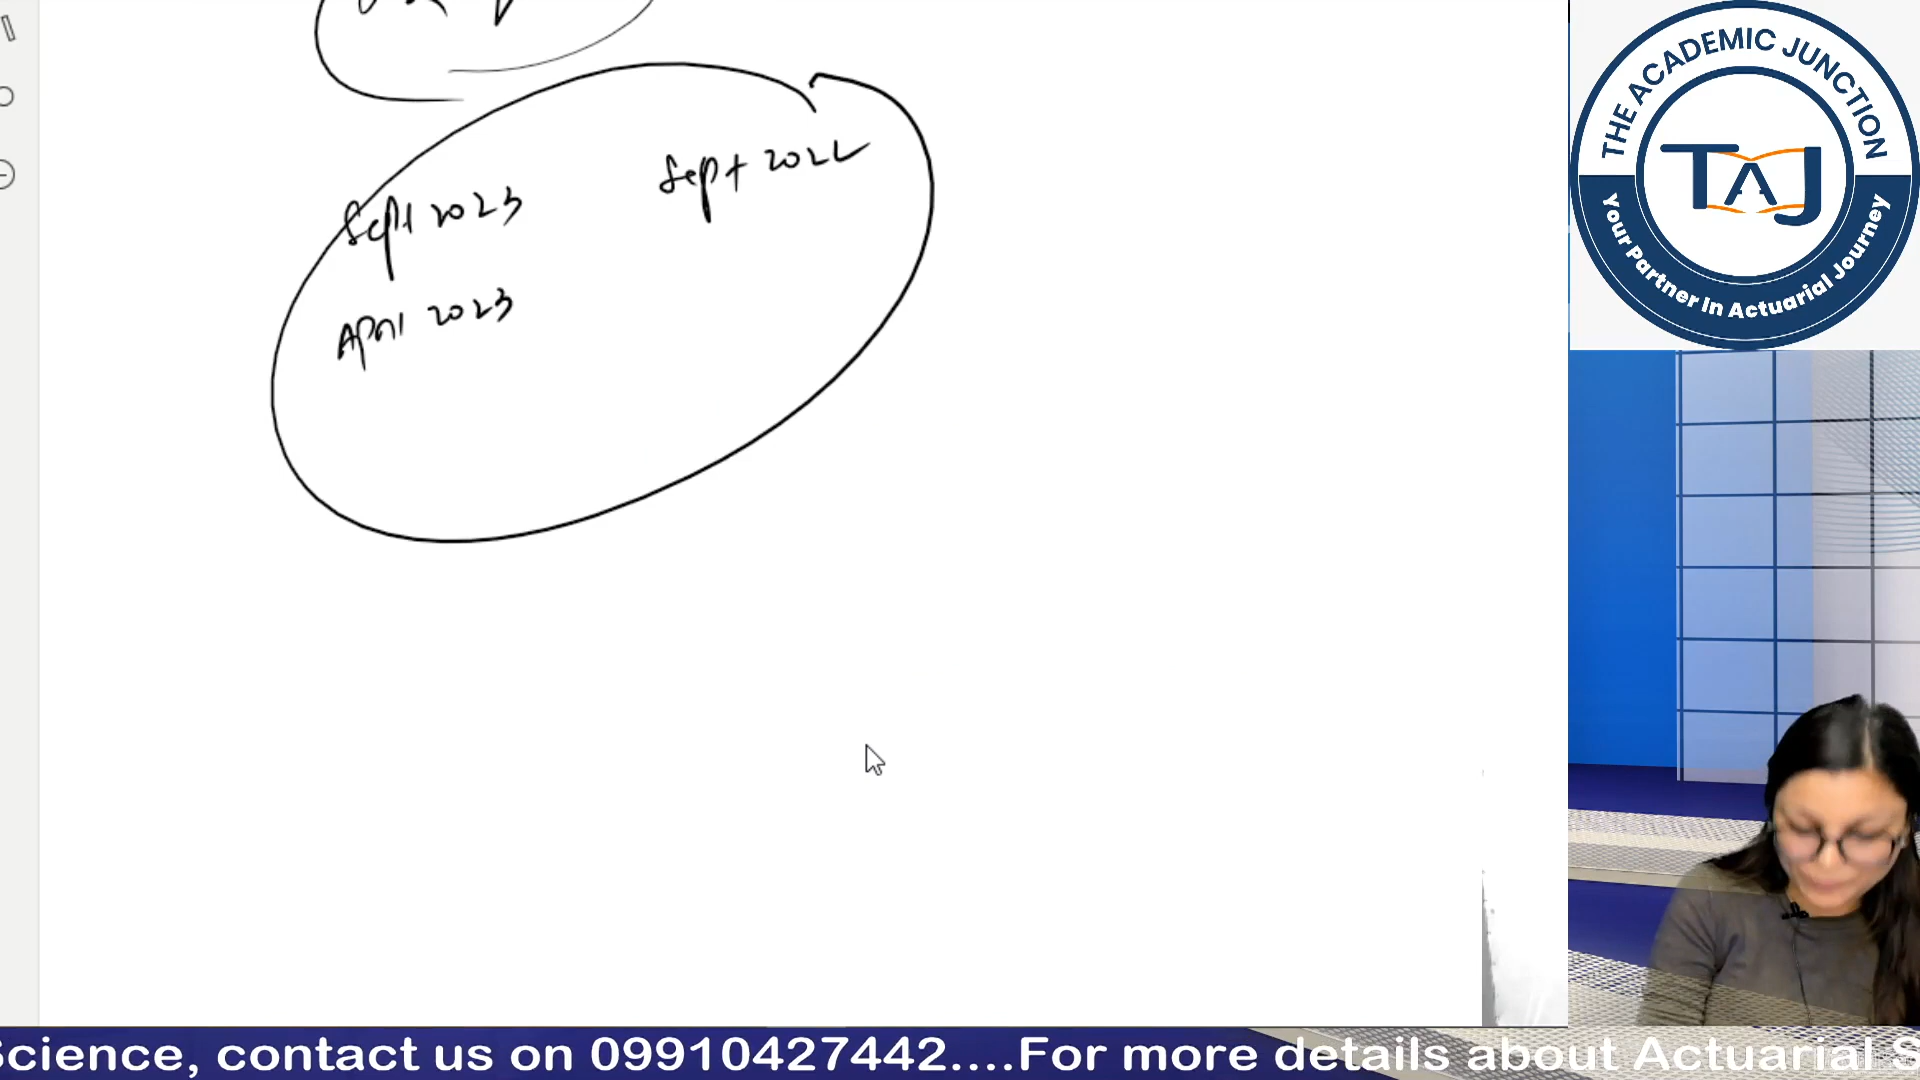 Sept 2022
Sept 2023
April 2023
THE ACADEMIC JUNCTION
TAJ
Your Partner In Actuarial Journey
Science, contact us on 09910427442....For more details about Actuarial S